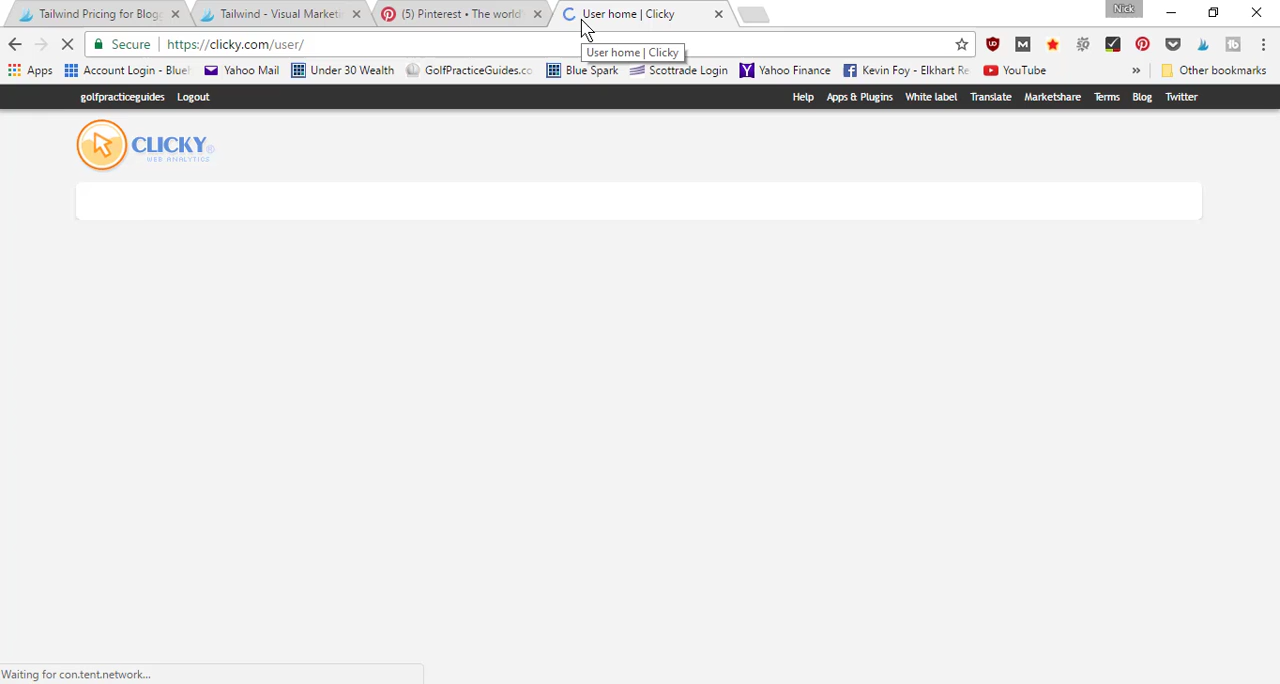 Tailwind Pricing for Blog
Tailwind - Visual Marketi
(5) Pinterest • The world'
User home | Clicky
Nick
Secure
https://clicky.com/user/
User home | Clicky
Apps
Account Login - Blue
Yahoo Mail
Under 30 Wealth
GolfPracticeGuides.co
Blue Spark
Scottrade Login
Yahoo Finance
Kevin Foy - Elkhart Re
YouTube
»
Other bookmarks
golfpracticeguides
Logout
Help
Apps & Plugins
White label
Translate
Marketshare
Terms
Blog
Twitter
CLICKY®
WEB ANALYTICS
Waiting for con.tent.network...